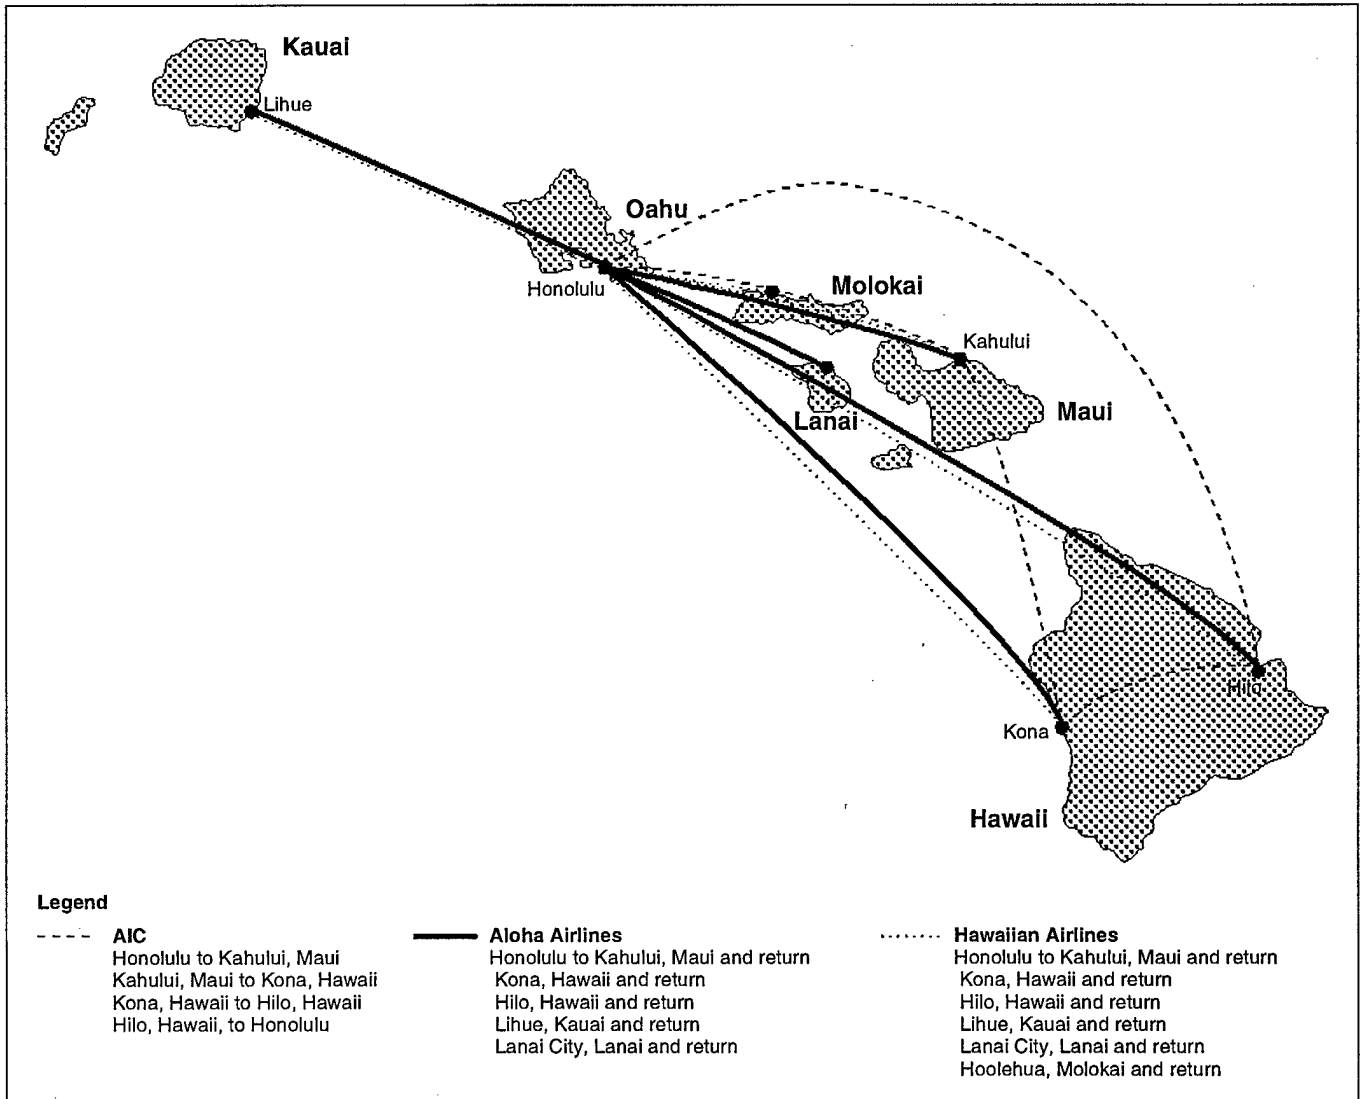 Kauai
Lihue
Oahu
Honolulu
Molokai
Kahului
Maui
Lanai
Hilo
Kona
Hawaii
Legend
AIC
Honolulu to Kahului, Maui
Kahului, Maui to Kona, Hawaii
Kona, Hawaii to Hilo, Hawaii
Hilo, Hawaii, to Honolulu
Aloha Airlines
Honolulu to Kahului, Maui and return
Kona, Hawaii and return
Hilo, Hawaii and return
Lihue, Kauai and return
Lanai City, Lanai and return
Hawaiian Airlines
Honolulu to Kahului, Maui and return
Kona, Hawaii and return
Hilo, Hawaii and return
Lihue, Kauai and return
Lanai City, Lanai and return
Hoolehua, Molokai and return